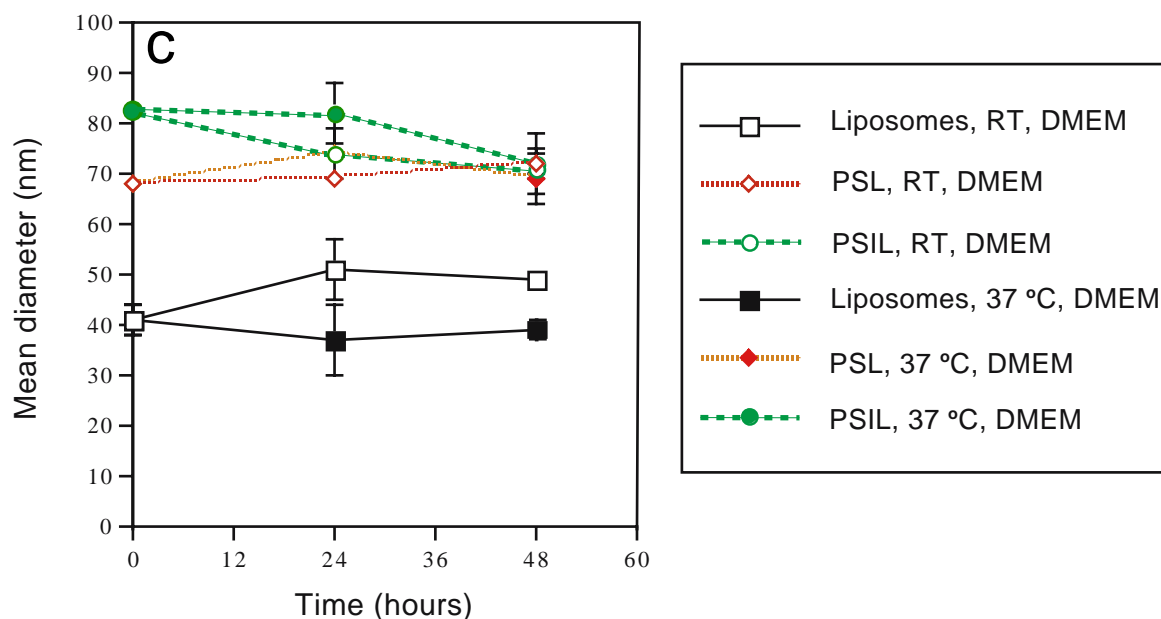 C
100
90
80
70
60
50
40
30
20
10
0
0 12 24 36 48 60
Mean diameter (nm)
Time (hours)
Liposomes, RT, DMEM
PSL, RT, DMEM
PSIL, RT, DMEM
Liposomes, 37 ºC, DMEM
PSL, 37 ºC, DMEM
PSIL, 37 ºC, DMEM